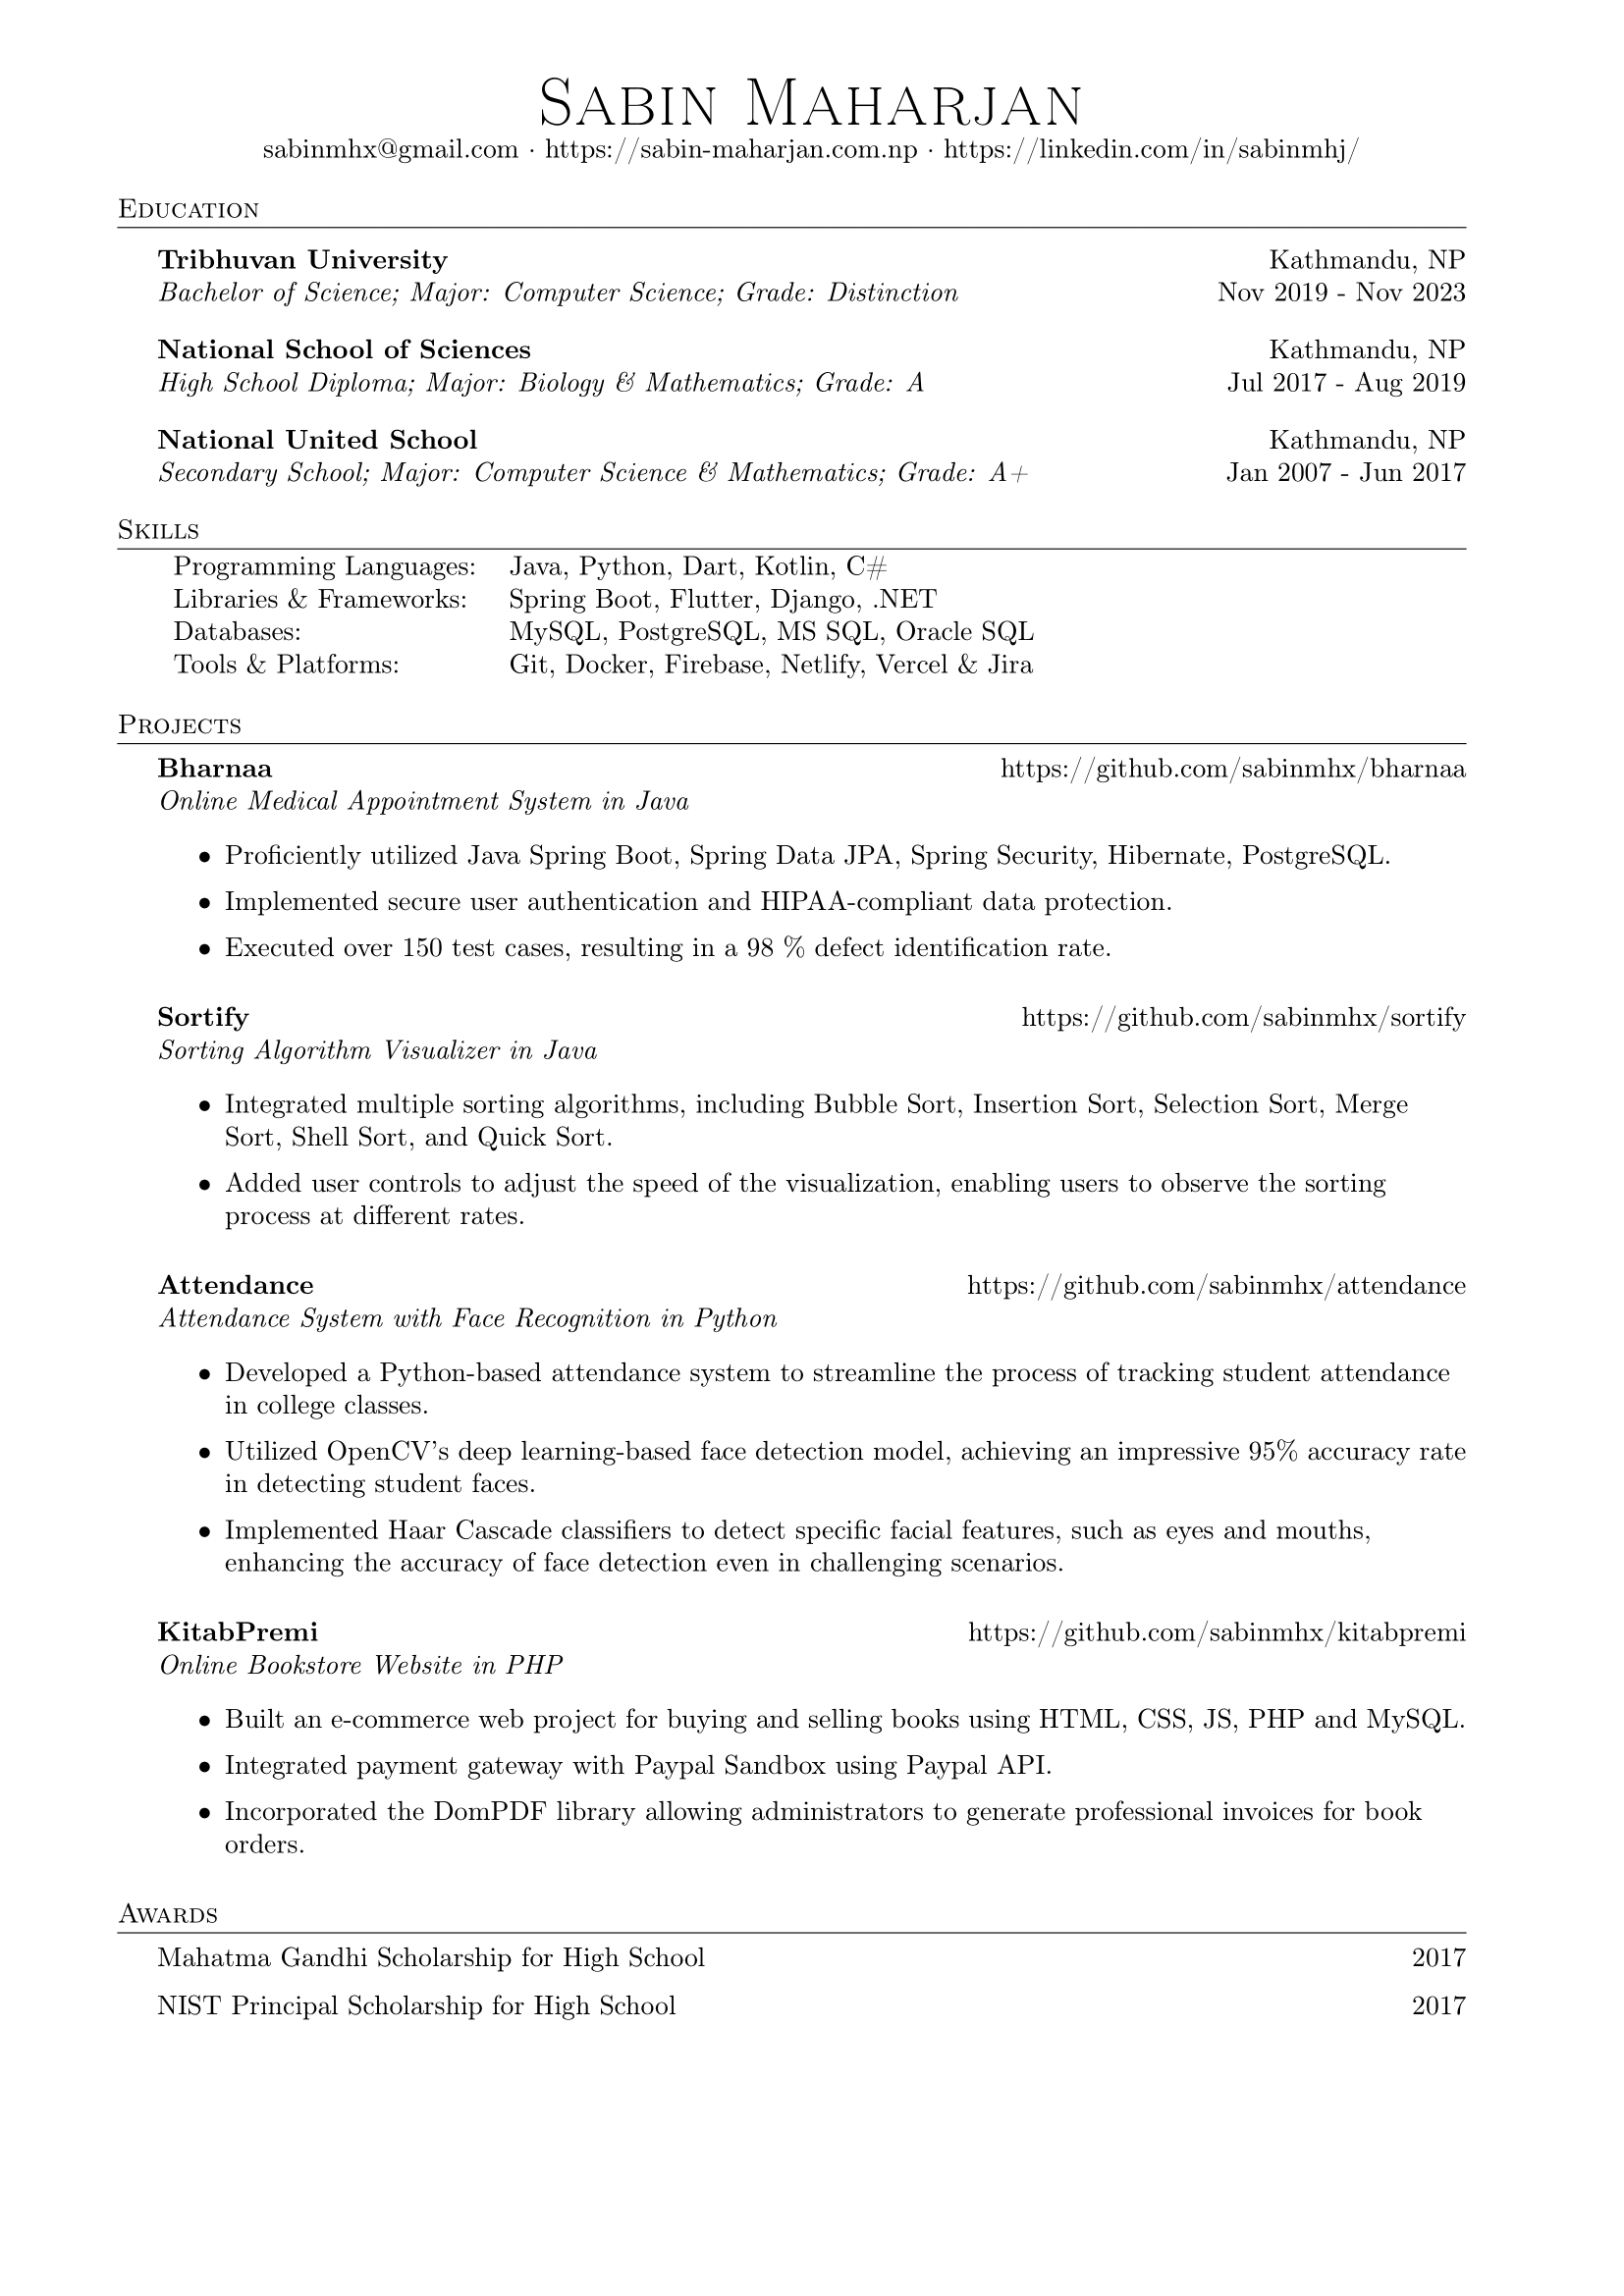 Sabin Maharjan
sabinmhx@gmail.com · https://sabin-maharjan.com.np · https://linkedin.com/in/sabinmhj/
Education
Tribhuvan University Kathmandu, NP
Bachelor of Science; Major: Computer Science; Grade: Distinction Nov 2019 - Nov 2023
National School of Sciences Kathmandu, NP
High School Diploma; Major: Biology & Mathematics; Grade: A Jul 2017 - Aug 2019
National United School Kathmandu, NP
Secondary School; Major: Computer Science & Mathematics; Grade: A+ Jan 2007 - Jun 2017
Skills
Programming Languages: Java, Python, Dart, Kotlin, C#
Libraries & Frameworks: Spring Boot, Flutter, Django, .NET
Databases: MySQL, PostgreSQL, MS SQL, Oracle SQL
Tools & Platforms: Git, Docker, Firebase, Netlify, Vercel & Jira
Projects
Bharnaa https://github.com/sabinmhx/bharnaa
Online Medical Appointment System in Java
• Proficiently utilized Java Spring Boot, Spring Data JPA, Spring Security, Hibernate, PostgreSQL.
• Implemented secure user authentication and HIPAA-compliant data protection.
• Executed over 150 test cases, resulting in a 98 % defect identification rate.
Sortify https://github.com/sabinmhx/sortify
Sorting Algorithm Visualizer in Java
• Integrated multiple sorting algorithms, including Bubble Sort, Insertion Sort, Selection Sort, Merge
Sort, Shell Sort, and Quick Sort.
• Added user controls to adjust the speed of the visualization, enabling users to observe the sorting
process at different rates.
Attendance https://github.com/sabinmhx/attendance
Attendance System with Face Recognition in Python
• Developed a Python-based attendance system to streamline the process of tracking student attendance
in college classes.
• Utilized OpenCV's deep learning-based face detection model, achieving an impressive 95% accuracy rate
in detecting student faces.
• Implemented Haar Cascade classifiers to detect specific facial features, such as eyes and mouths,
enhancing the accuracy of face detection even in challenging scenarios.
KitabPremi https://github.com/sabinmhx/kitabpremi
Online Bookstore Website in PHP
• Built an e-commerce web project for buying and selling books using HTML, CSS, JS, PHP and MySQL.
• Integrated payment gateway with Paypal Sandbox using Paypal API.
• Incorporated the DomPDF library allowing administrators to generate professional invoices for book
orders.
Awards
Mahatma Gandhi Scholarship for High School 2017
NIST Principal Scholarship for High School 2017